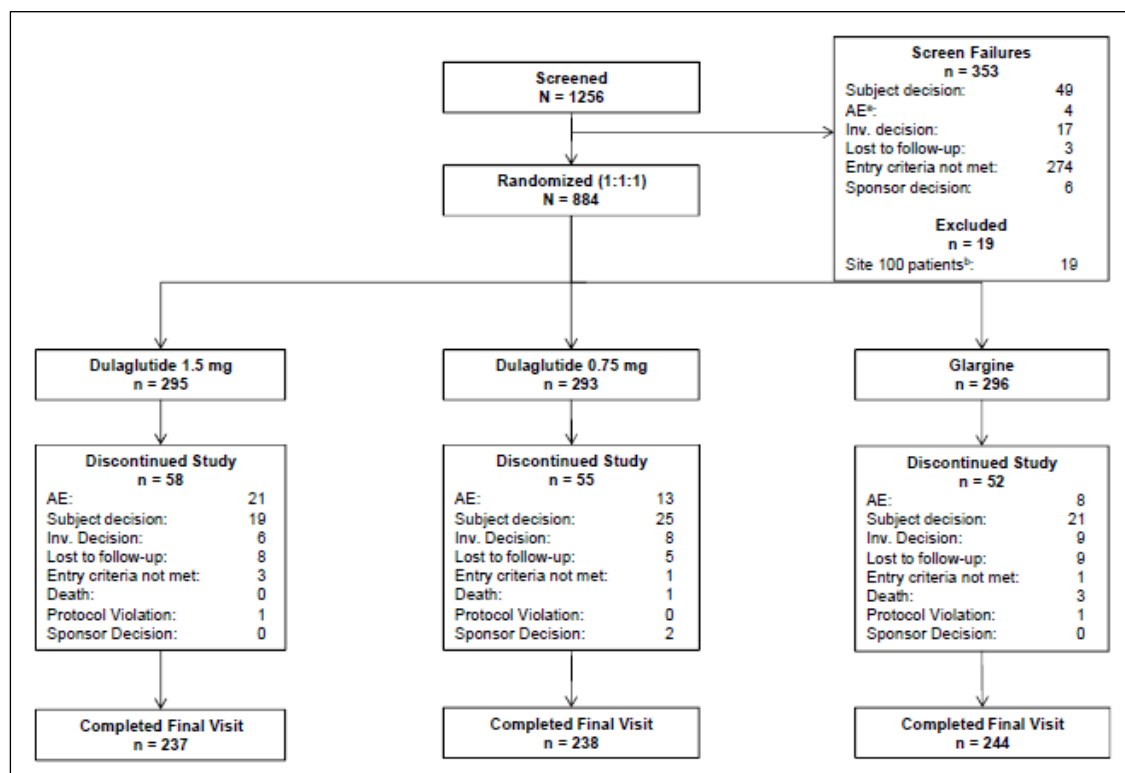 Screened
N = 1256
Screen Failures
n = 353
Subject decision: 49
AEª: 4
Inv. decision: 17
Lost to follow-up: 3
Entry criteria not met: 274
Sponsor decision: 6
Excluded
n = 19
Site 100 patientsᵇ: 19
Randomized (1:1:1)
N = 884
Dulaglutide 1.5 mg
n = 295
Dulaglutide 0.75 mg
n = 293
Glargine
n = 296
Discontinued Study
n = 58
AE: 21
Subject decision: 19
Inv. Decision: 6
Lost to follow-up: 8
Entry criteria not met: 3
Death: 0
Protocol Violation: 1
Sponsor Decision: 0
Discontinued Study
n = 55
AE: 13
Subject decision: 25
Inv. Decision: 8
Lost to follow-up: 5
Entry criteria not met: 1
Death: 1
Protocol Violation: 0
Sponsor Decision: 2
Discontinued Study
n = 52
AE: 8
Subject decision: 21
Inv. Decision: 9
Lost to follow-up: 9
Entry criteria not met: 1
Death: 3
Protocol Violation: 1
Sponsor Decision: 0
Completed Final Visit
n = 237
Completed Final Visit
n = 238
Completed Final Visit
n = 244